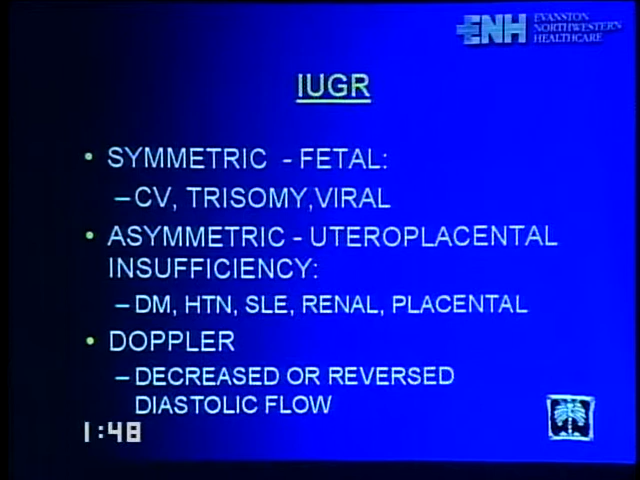 ENH EVANSTON
NORTHWESTERN
HEALTHCARE
IUGR
• SYMMETRIC - FETAL:
– CV, TRISOMY,VIRAL
• ASYMMETRIC - UTEROPLACENTAL
INSUFFICIENCY:
– DM, HTN, SLE, RENAL, PLACENTAL
• DOPPLER
– DECREASED OR REVERSED
DIASTOLIC FLOW
1:48